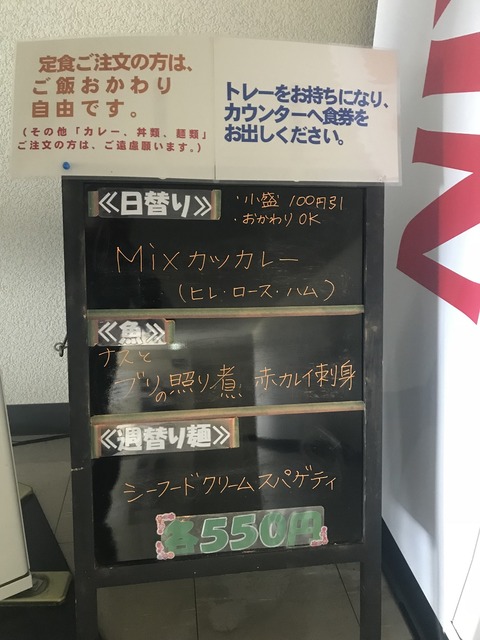 定食ご注文の方は、
ご飯おかわり
自由です。
(その他「カレー、丼類、麺類」
ご注文の方は、ご遠慮願います。)
トレーをお持ちになり、
カウンターへ食券を
お出しください。
≪日替り≫
・小盛 100円引
・おかわりOK
Mixカツカレー
(ヒレ・ロース・ハム)
≪魚≫
ナスと
ブリの照り煮 赤カレイ刺身
≪週替り麺≫
シーフードクリームスパゲティ
各550円